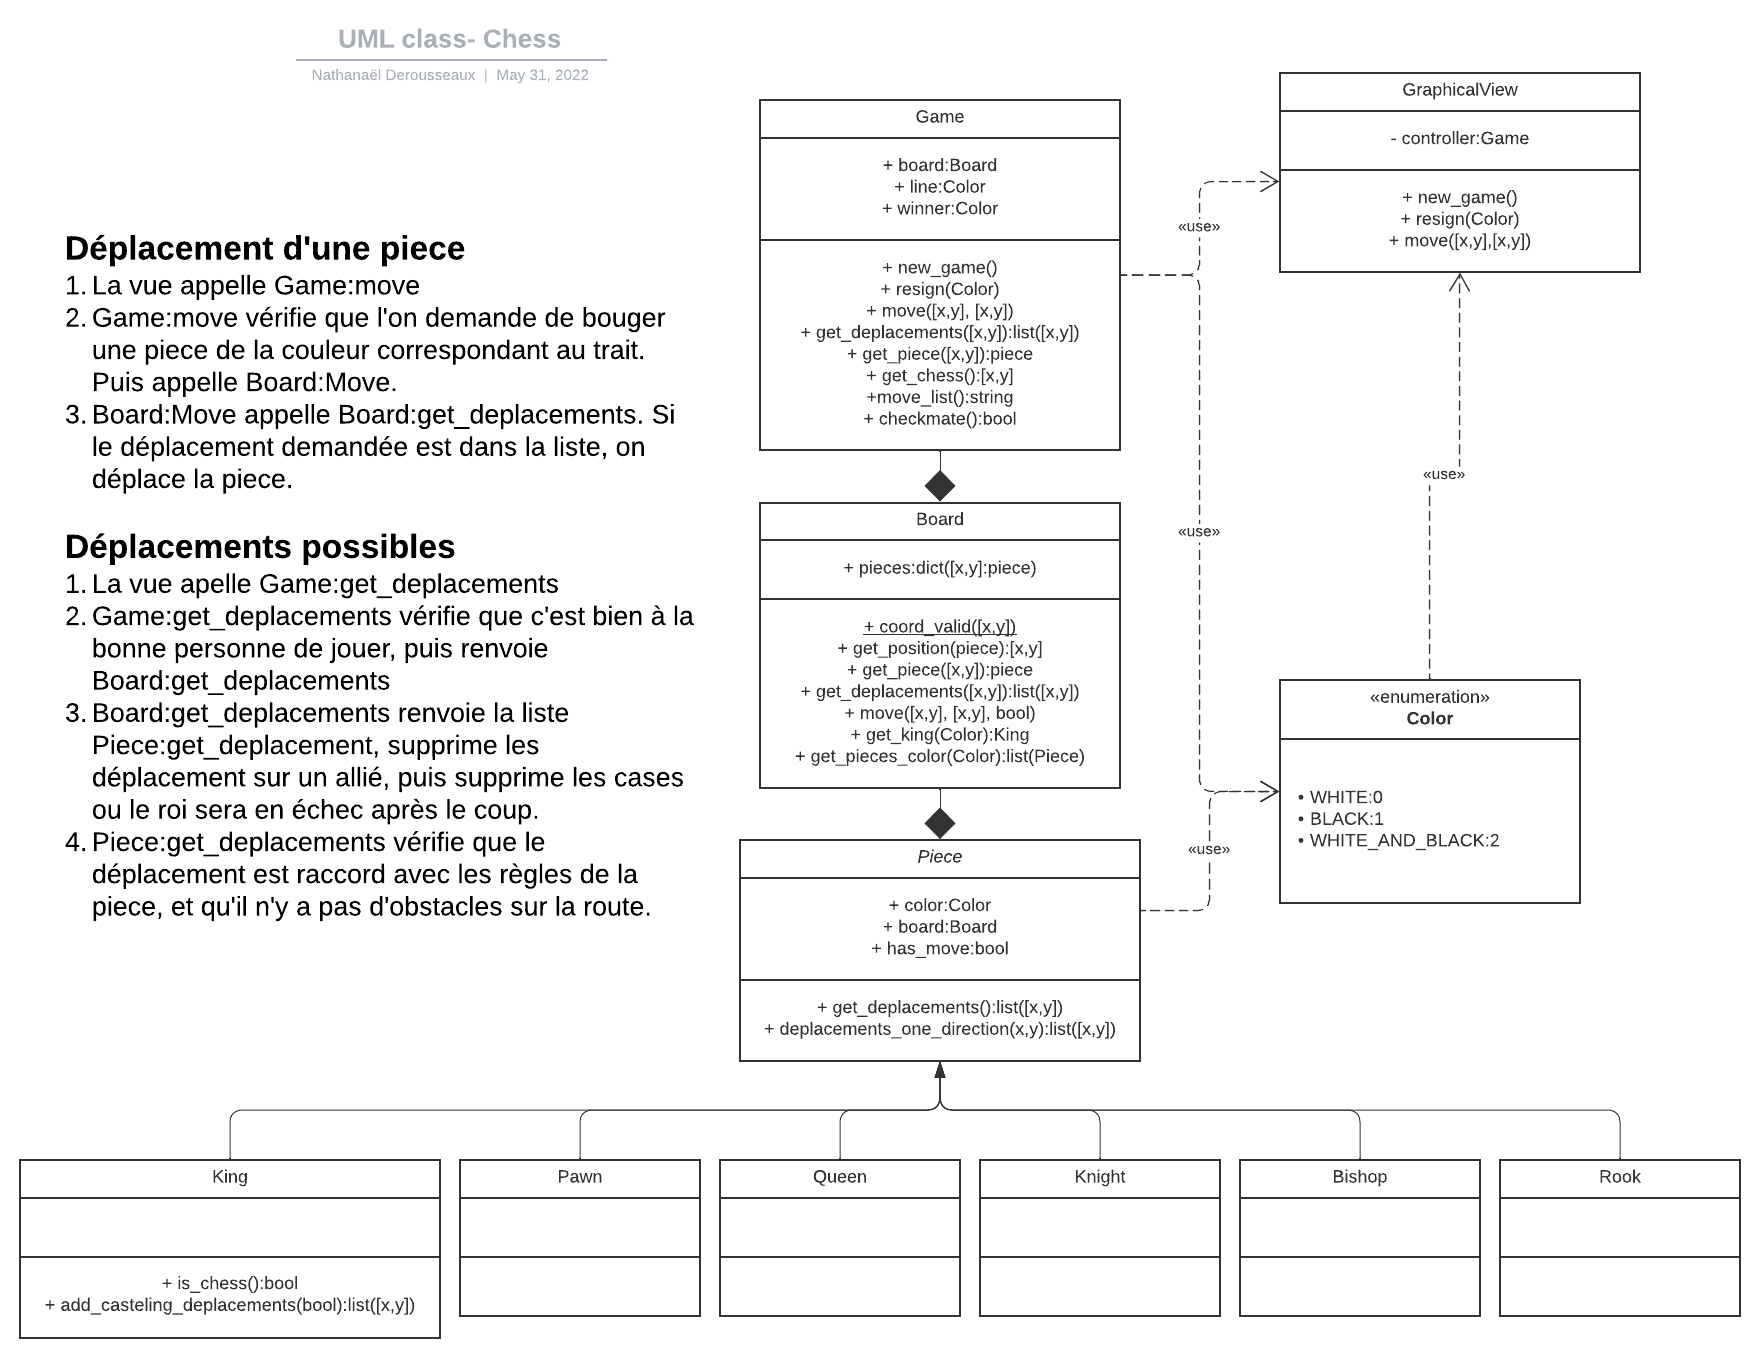 UML class- Chess
Nathanaël Derousseaux | May 31, 2022
Déplacement d'une piece
1. La vue appelle Game:move
2. Game:move vérifie que l'on demande de bouger
une piece de la couleur correspondant au trait.
Puis appelle Board:Move.
3. Board:Move appelle Board:get_deplacements. Si
le déplacement demandée est dans la liste, on
déplace la piece.
Déplacements possibles
1. La vue apelle Game:get_deplacements
2. Game:get_deplacements vérifie que c'est bien à la
bonne personne de jouer, puis renvoie
Board:get_deplacements
3. Board:get_deplacements renvoie la liste
Piece:get_deplacement, supprime les
déplacement sur un allié, puis supprime les cases
ou le roi sera en échec après le coup.
4. Piece:get_deplacements vérifie que le
déplacement est raccord avec les règles de la
piece, et qu'il n'y a pas d'obstacles sur la route.
Game
+ board:Board
+ line:Color
+ winner:Color
+ new_game()
+ resign(Color)
+ move([x,y], [x,y])
+ get_deplacements([x,y]):list([x,y])
+ get_piece([x,y]):piece
+ get_chess():[x,y]
+move_list():string
+ checkmate():bool
GraphicalView
- controller:Game
+ new_game()
+ resign(Color)
+ move([x,y],[x,y])
«use»
«use»
«use»
«use»
Board
+ pieces:dict([x,y]:piece)
+ coord_valid([x,y])
+ get_position(piece):[x,y]
+ get_piece([x,y]):piece
+ get_deplacements([x,y]):list([x,y])
+ move([x,y], [x,y], bool)
+ get_king(Color):King
+ get_pieces_color(Color):list(Piece)
«enumeration»
Color
• WHITE:0
• BLACK:1
• WHITE_AND_BLACK:2
Piece
+ color:Color
+ board:Board
+ has_move:bool
+ get_deplacements():list([x,y])
+ deplacements_one_direction(x,y):list([x,y])
King
+ is_chess():bool
+ add_casteling_deplacements(bool):list([x,y])
Pawn
Queen
Knight
Bishop
Rook